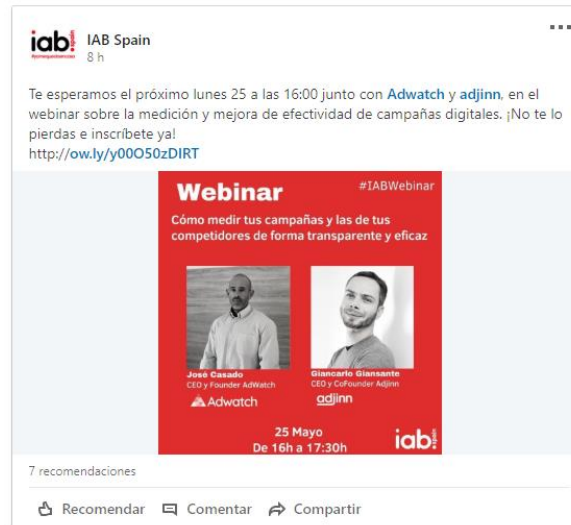 iab!
spain
IAB Spain
8 h
Te esperamos el próximo lunes 25 a las 16:00 junto con Adwatch y adjinn, en el
webinar sobre la medición y mejora de efectividad de campañas digitales. ¡No te lo
pierdas e inscríbete ya!
http://ow.ly/y00O50zDIRT
Webinar
#IABWebinar
Cómo medir tus campañas y las de tus
competidores de forma transparente y eficaz
José Casado
CEO y Founder AdWatch
Adwatch
Giancarlo Giansante
CEO y CoFounder Adjinn
adjinn
25 Mayo
De 16h a 17:30h
iab!
spain
7 recomendaciones
Recomendar
Comentar
Compartir